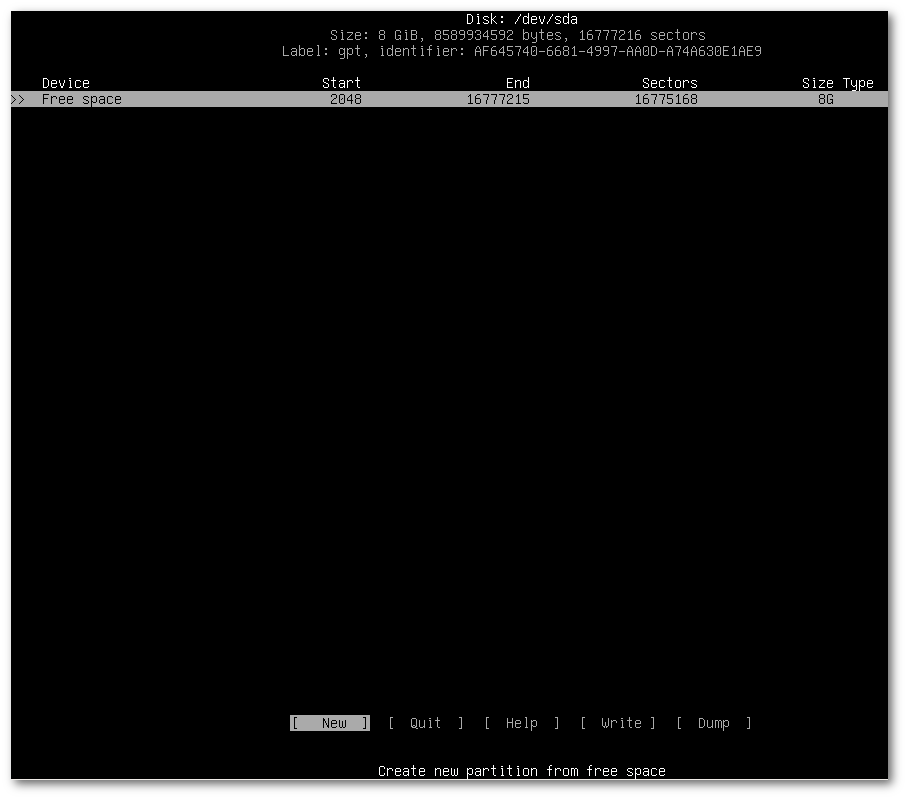 Disk: /dev/sda
Size: 8 GiB, 8589934592 bytes, 16777216 sectors
Label: gpt, identifier: AF645740-6681-4997-AA0D-A74A630E1AE9
Device Start End Sectors Size Type
>> Free space 2048 16777215 16775168 8G
[ New ] [ Quit ] [ Help ] [ Write ] [ Dump ]
Create new partition from free space